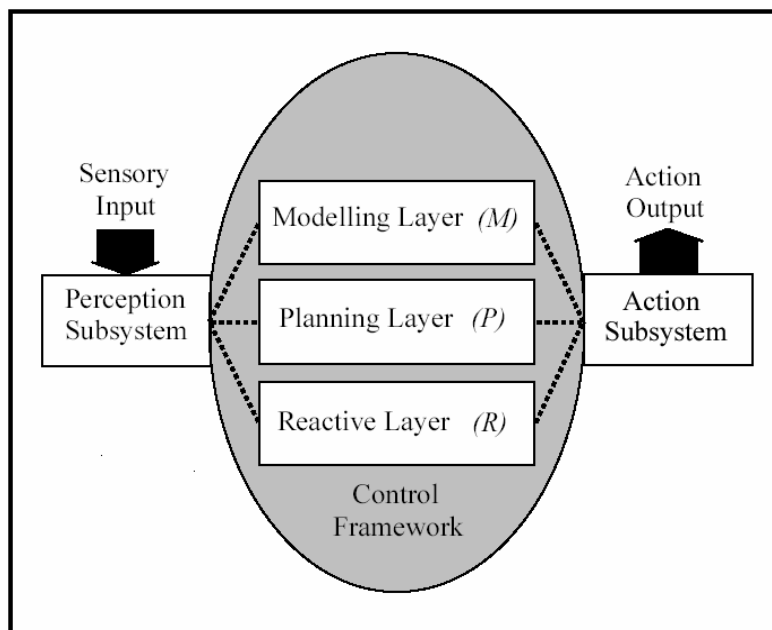 Sensory
Input
Action
Output
Modelling Layer (M)
Perception
Subsystem
Planning Layer (P)
Action
Subsystem
Reactive Layer (R)
Control
Framework